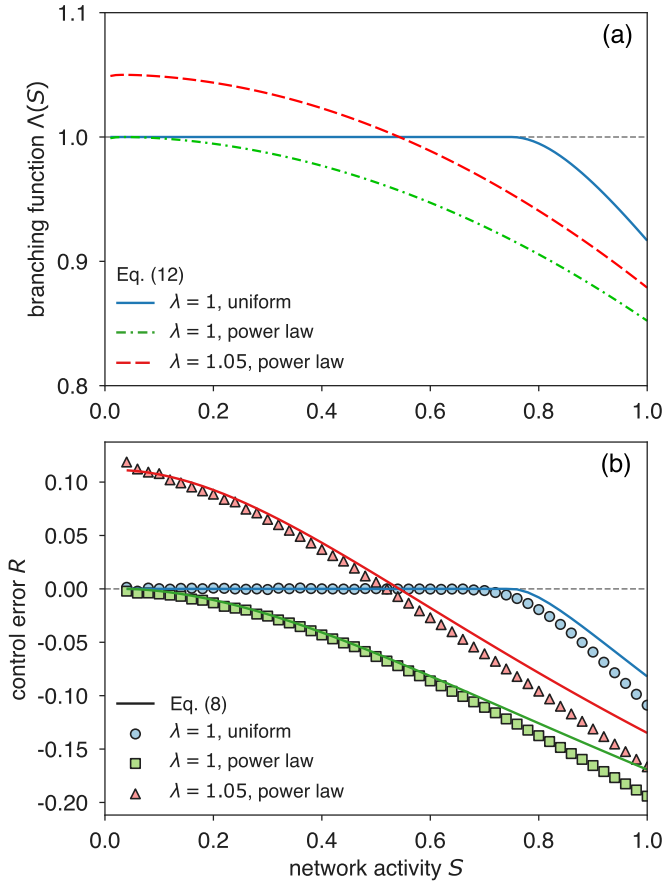 (a)
branching function Λ(S)
1.1
1.0
0.9
0.8
Eq. (12)
λ = 1, uniform
λ = 1, power law
λ = 1.05, power law
0.0 0.2 0.4 0.6 0.8 1.0
(b)
control error R
0.10
0.05
0.00
-0.05
-0.10
-0.15
-0.20
Eq. (8)
λ = 1, uniform
λ = 1, power law
λ = 1.05, power law
0.0 0.2 0.4 0.6 0.8 1.0
network activity S